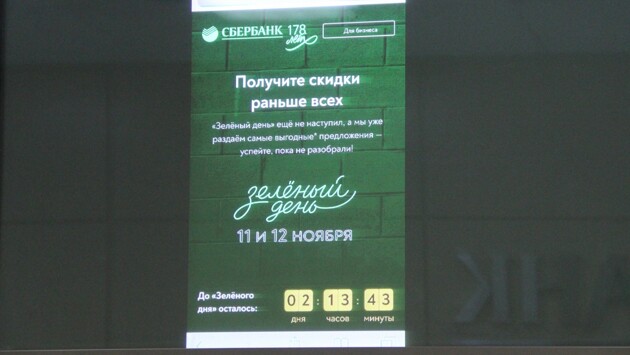 СБЕРБАНК 178 лет
Для бизнеса
Получите скидки
раньше всех
«Зелёный день» ещё не наступил, а мы уже
раздаём самые выгодные* предложения —
успейте, пока не разобрали!
зелёный
день
11 И 12 НОЯБРЯ
До «Зелёного
дня» осталось:
02 : 13 : 43
дня часов минуты